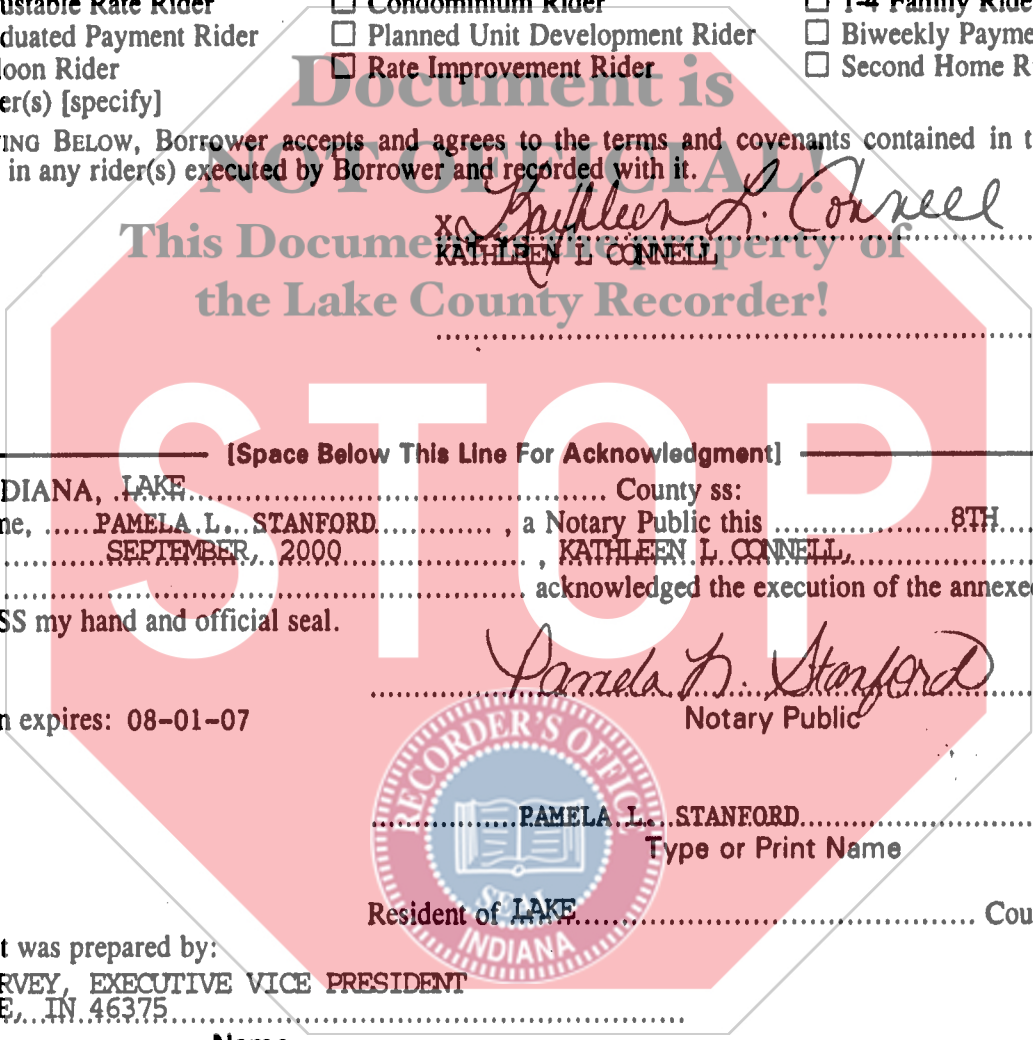 ustable Rate Rider ☐ Condominium Rider ☐ 1-4 Family Ride
duated Payment Rider ☐ Planned Unit Development Rider ☐ Biweekly Payme
loon Rider ☐ Rate Improvement Rider ☐ Second Home R
er(s) [specify]
Document is
NOT OFFICIAL!
This Document is the property of
the Lake County Recorder!
STOP
ING BELOW, Borrower accepts and agrees to the terms and covenants contained in t
in any rider(s) executed by Borrower and recorded with it.
X Kathleen L. Connell
KATHLEEN L CONNELL
[Space Below This Line For Acknowledgment]
DIANA, LAKE County ss:
ne, PAMELA L. STANFORD , a Notary Public this 8TH
SEPTEMBER, 2000 , KATHLEEN L CONNELL,
acknowledged the execution of the annexed
SS my hand and official seal.
Pamela L. Stanford
n expires: 08-01-07 Notary Public
RECORDER'S OFFICE
SEAL
INDIANA
PAMELA L. STANFORD
Type or Print Name
Resident of LAKE Cou
t was prepared by:
RVEY, EXECUTIVE VICE PRESIDENT
E, IN 46375
Name